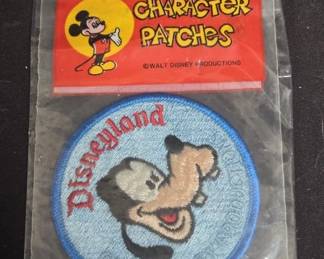 CHARACTER
PATCHES
©WALT DISNEY PRODUCTIONS
Disneyland